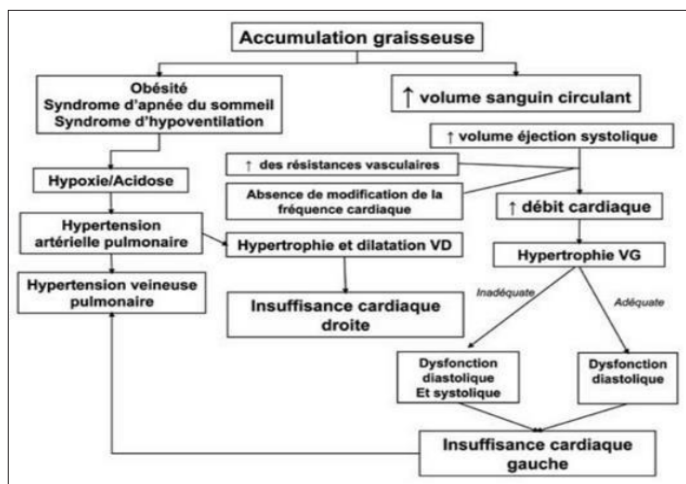 Accumulation graisseuse
Obésité
Syndrome d'apnée du sommeil
Syndrome d'hypoventilation
↑ volume sanguin circulant
↑ volume éjection systolique
↑ des résistances vasculaires
Absence de modification de la
fréquence cardiaque
Hypoxie/Acidose
↑ débit cardiaque
Hypertension
artérielle pulmonaire
Hypertrophie et dilatation VD
Hypertrophie VG
Hypertension veineuse
pulmonaire
Insuffisance cardiaque
droite
Inadéquate
Adéquate
Dysfonction
diastolique
Et systolique
Dysfonction
diastolique
Insuffisance cardiaque
gauche